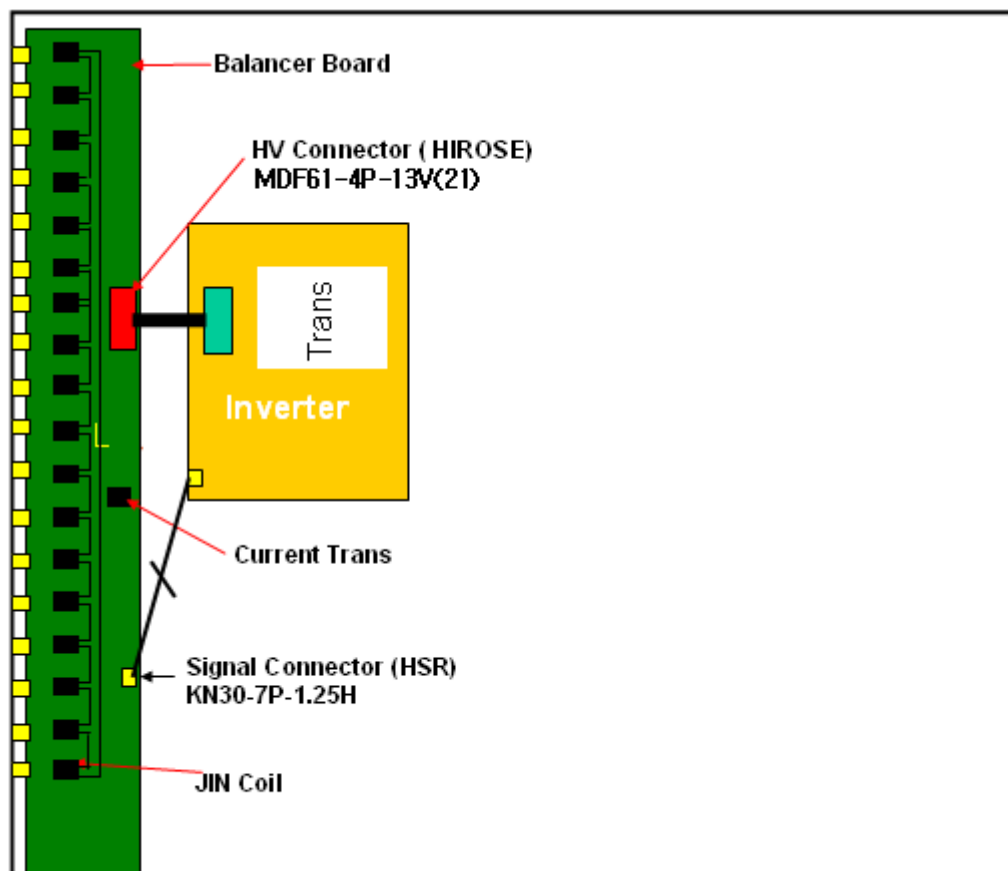 Balancer Board
HV Connector ( HIROSE)
MDF61-4P-13V(21)
Trans
Inverter
Current Trans
Signal Connector (HSR)
KN30-7P-1.25H
JIN Coil